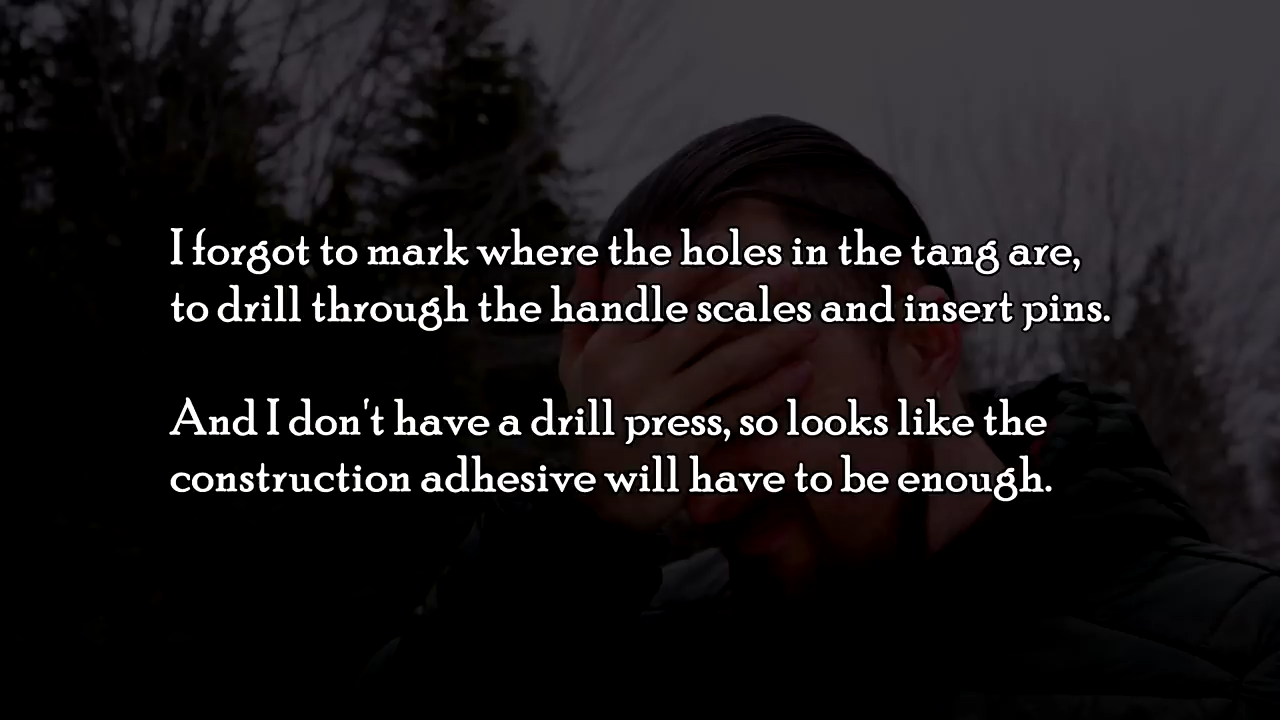 I forgot to mark where the holes in the tang are,
to drill through the handle scales and insert pins.
And I don't have a drill press, so looks like the
construction adhesive will have to be enough.